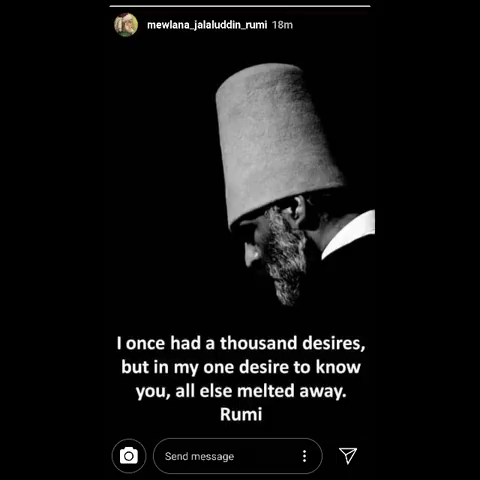 mewlana_jalaluddin_rumi 18m
I once had a thousand desires,
but in my one desire to know
you, all else melted away.
Rumi
Send message